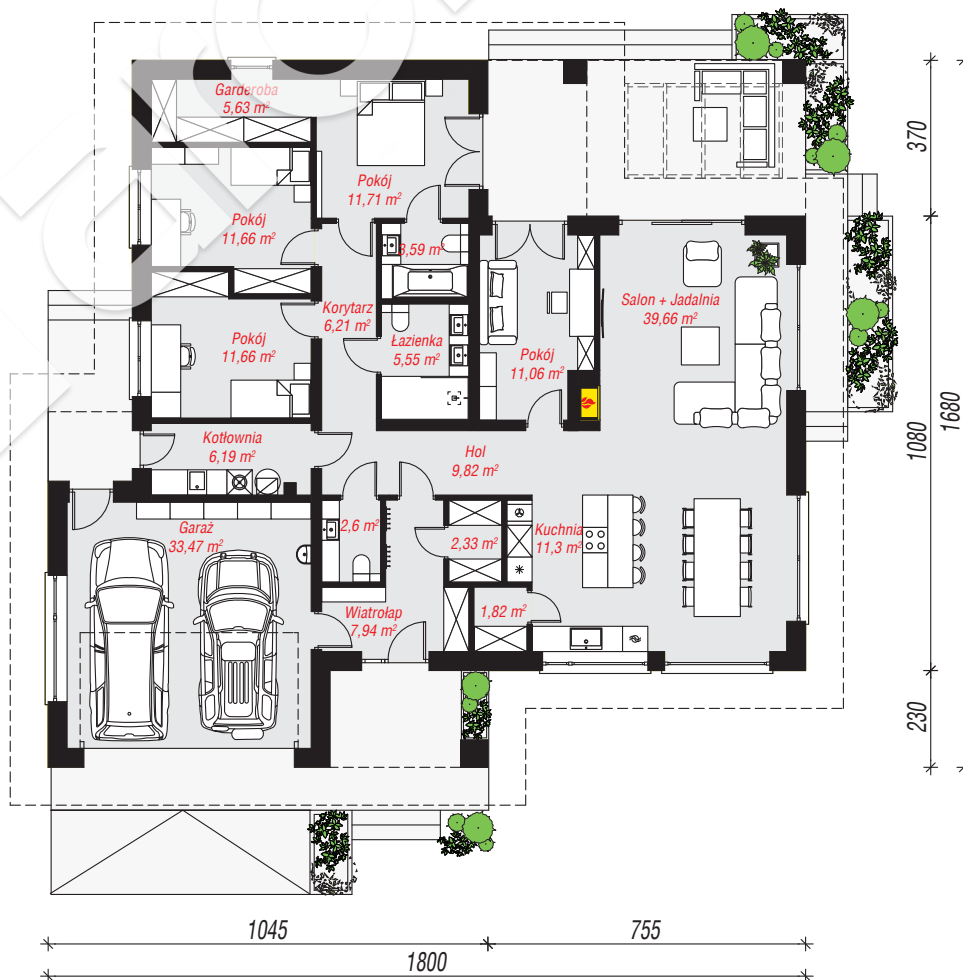 Garderoba
5,63 m²
Pokój
11,71 m²
Pokój
11,66 m²
3,59 m²
Korytarz
6,21 m²
Łazienka
5,55 m²
Pokój
11,66 m²
Pokój
11,06 m²
Salon + Jadalnia
39,66 m²
Kotłownia
6,19 m²
Hol
9,82 m²
Garaż
33,47 m²
2,6 m²
2,33 m²
Kuchnia
11,3 m²
Wiatrołap
7,94 m²
1,82 m²
370
1080
1680
230
1045
755
1800